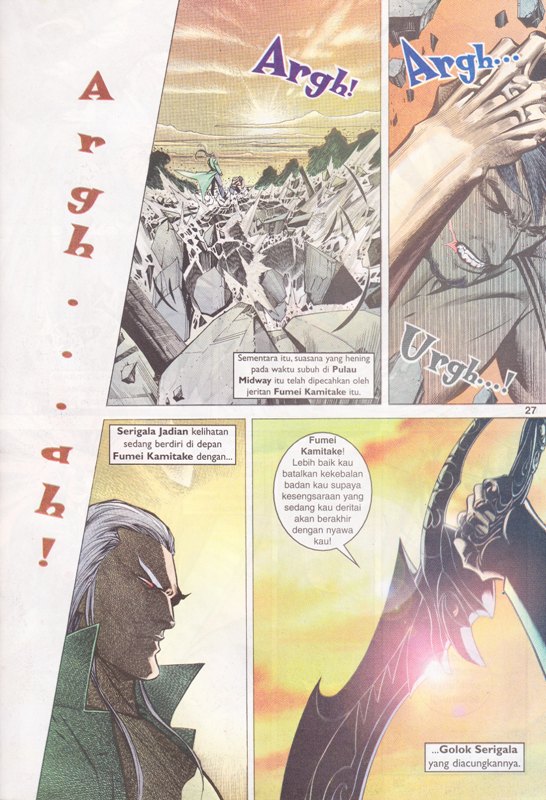 Argh....ah!
Argh!
Argh...
Urgh...!
Sementara itu, suasana yang hening
pada waktu subuh di Pulau
Midway itu telah dipecahkan oleh
jeritan Fumei Kamitake itu.
27
Serigala Jadian kelihatan
sedang berdiri di depan
Fumei Kamitake dengan...
Fumei
Kamitake!
Lebih baik kau
batalkan kekebalan
badan kau supaya
kesengsaraan yang
sedang kau deritai
akan berakhir
dengan nyawa
kau!
...Golok Serigala
yang diacungkannya.